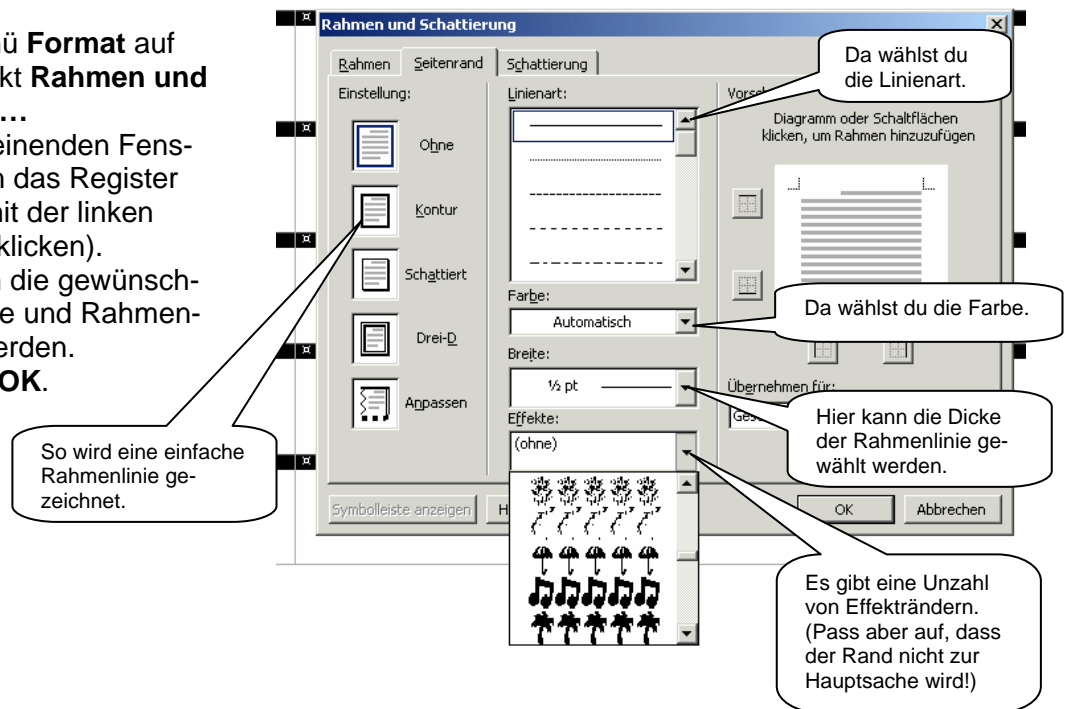 nü Format auf
kt Rahmen und
…
einenden Fens-
n das Register
nit der linken
klicken).
n die gewünsch-
e und Rahmen-
erden.
OK.
So wird eine einfache
Rahmenlinie ge-
zeichnet.
Rahmen und Schattierung
Rahmen
Seitenrand
Schattierung
Einstellung:
Ohne
Kontur
Schattiert
Drei-D
Anpassen
Linienart:
Farbe:
Automatisch
Breite:
½ pt
Effekte:
(ohne)
Vorsc
Diagramm oder Schaltflächen
klicken, um Rahmen hinzuzufügen
Übernehmen für:
Ges
Symbolleiste anzeigen
H
OK
Abbrechen
Da wählst du
die Linienart.
Da wählst du die Farbe.
Hier kann die Dicke
der Rahmenlinie ge-
wählt werden.
Es gibt eine Unzahl
von Effekträndern.
(Pass aber auf, dass
der Rand nicht zur
Hauptsache wird!)